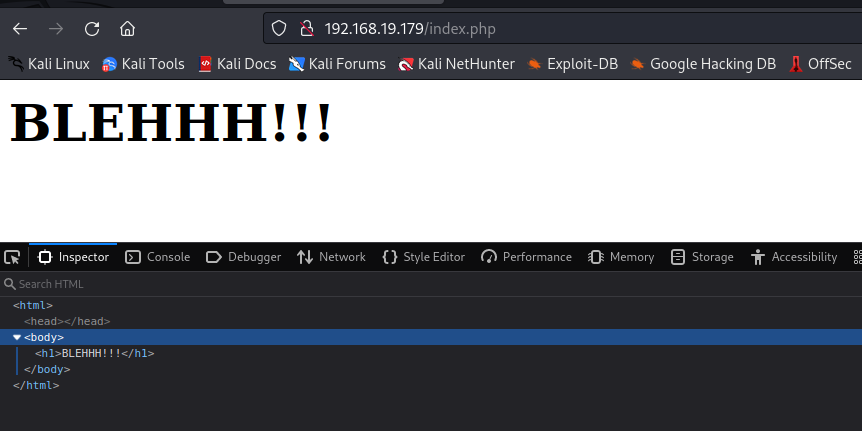 192.168.19.179/index.php
Kali Linux Kali Tools Kali Docs Kali Forums Kali NetHunter Exploit-DB Google Hacking DB OffSec
BLEHHH!!!
Inspector Console Debugger Network Style Editor Performance Memory Storage Accessibility
Search HTML
<html>
<head></head>
<body>
<h1>BLEHHH!!!</h1>
</body>
</html>